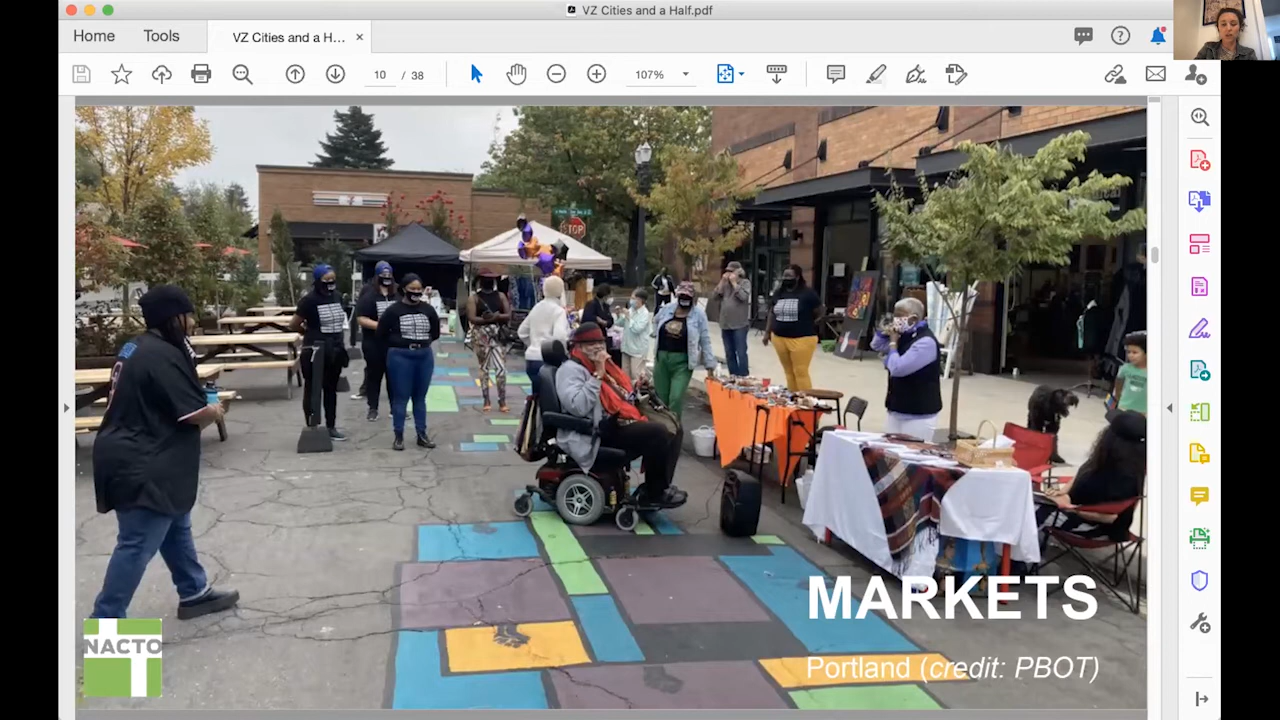 VZ Cities and a Half.pdf
Home
Tools
VZ Cities and a H... ×
10 / 38
107%
STOP
MARKETS
Portland (credit: PBOT)
NACTO